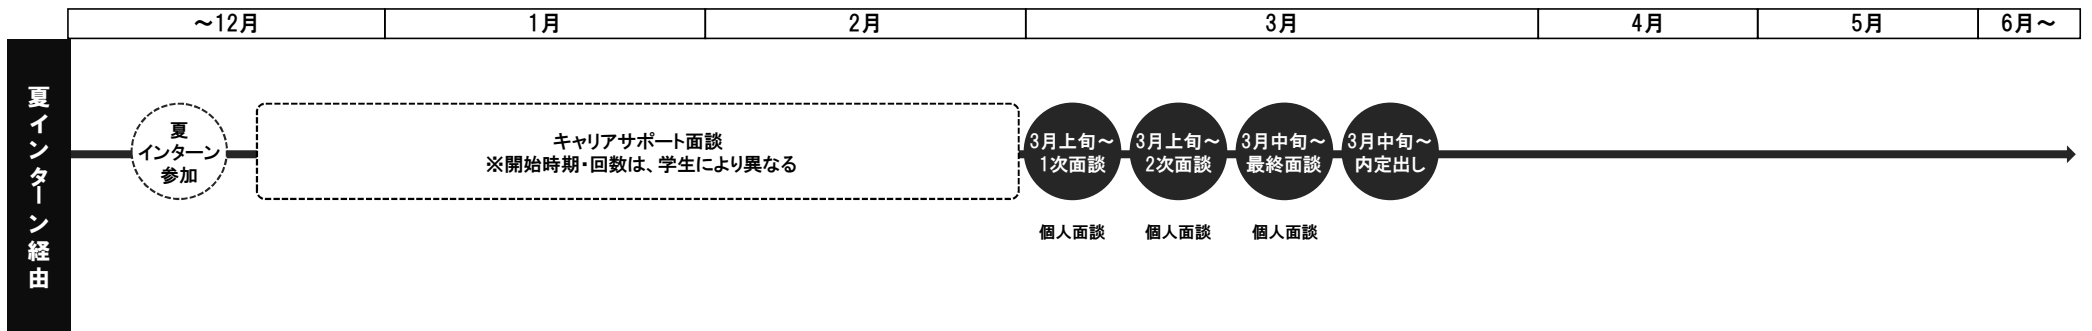 ～12月
1月
2月
3月
4月
5月
6月～
夏インターン経由
夏
インターン
参加
キャリアサポート面談
※開始時期・回数は、学生により異なる
3月上旬～
1次面談
3月上旬～
2次面談
3月中旬～
最終面談
3月中旬～
内定出し
個人面談
個人面談
個人面談